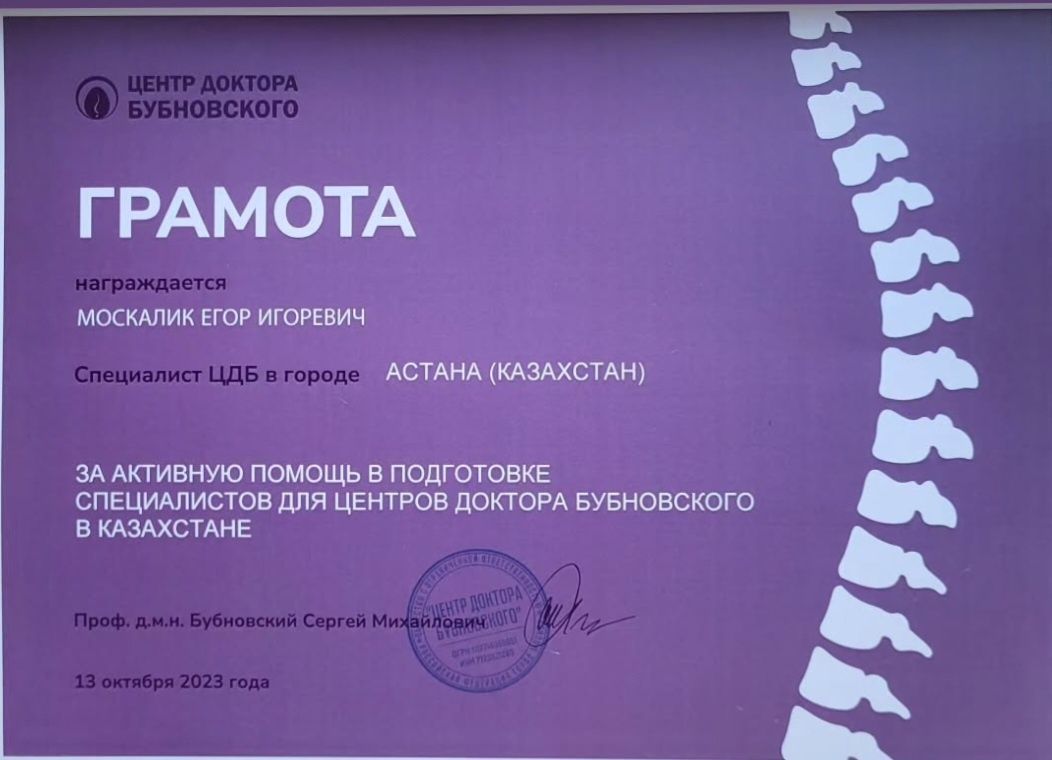 ЦЕНТР ДОКТОРА
БУБНОВСКОГО
ГРАМОТА
награждается
МОСКАЛИК ЕГОР ИГОРЕВИЧ
Специалист ЦДБ в городе АСТАНА (КАЗАХСТАН)
ЗА АКТИВНУЮ ПОМОЩЬ В ПОДГОТОВКЕ
СПЕЦИАЛИСТОВ ДЛЯ ЦЕНТРОВ ДОКТОРА БУБНОВСКОГО
В КАЗАХСТАНЕ
Проф. д.м.н. Бубновский Сергей Михайлович
"ЦЕНТР ДОКТОРА
БУБНОВСКОГО"
13 октября 2023 года